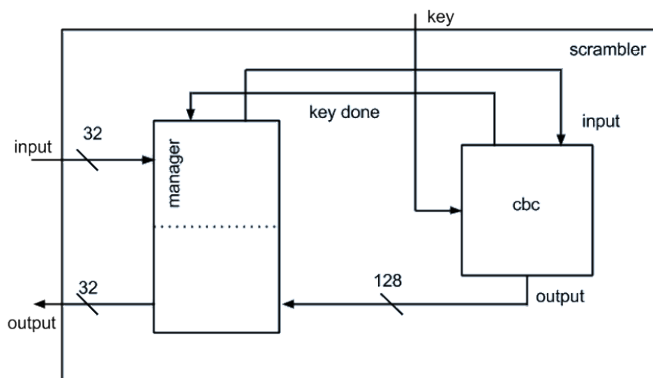 key
scrambler
key done
input
32
input
manager
cbc
128
32
output
output